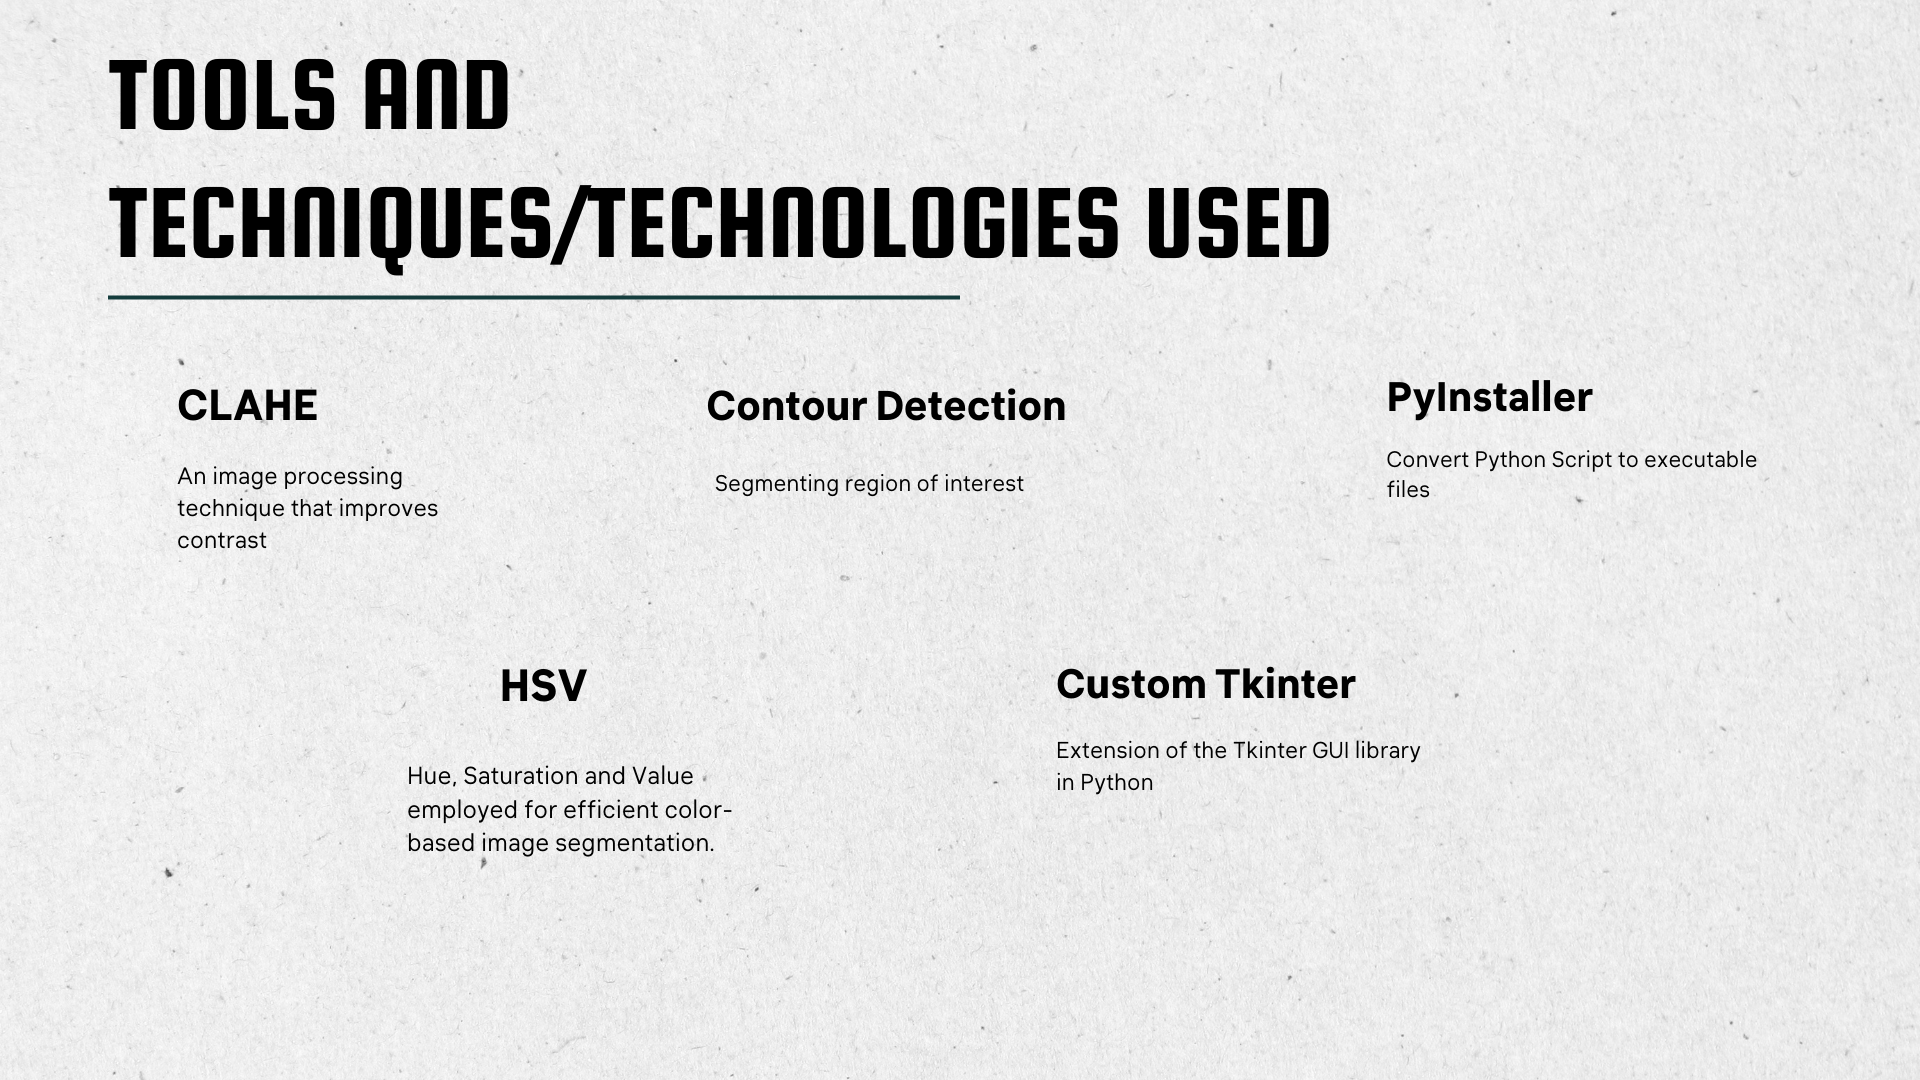 TOOLS AND
TECHNIQUES/TECHNOLOGIES USED
CLAHE
An image processing
technique that improves
contrast
Contour Detection
Segmenting region of interest
PyInstaller
Convert Python Script to executable
files
HSV
Hue, Saturation and Value
employed for efficient color-
based image segmentation.
Custom Tkinter
Extension of the Tkinter GUI library
in Python